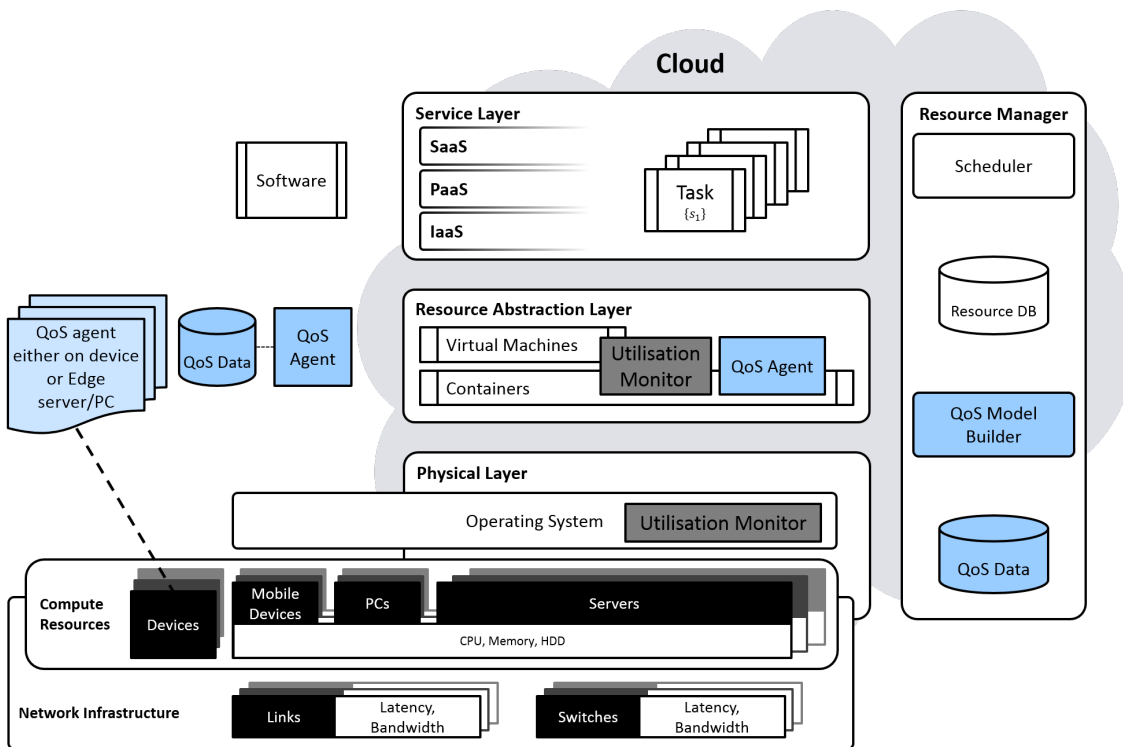 Cloud
Service Layer
SaaS
PaaS
IaaS
Task
{s₁}
Software
Resource Manager
Scheduler
Resource DB
QoS Model
Builder
QoS Data
QoS agent
either on device
or Edge
server/PC
QoS Data
QoS
Agent
Resource Abstraction Layer
Virtual Machines
Containers
Utilisation
Monitor
QoS Agent
Physical Layer
Operating System
Utilisation Monitor
Compute
Resources
Devices
Mobile
Devices
PCs
Servers
CPU, Memory, HDD
Network Infrastructure
Links
Latency,
Bandwidth
Switches
Latency,
Bandwidth